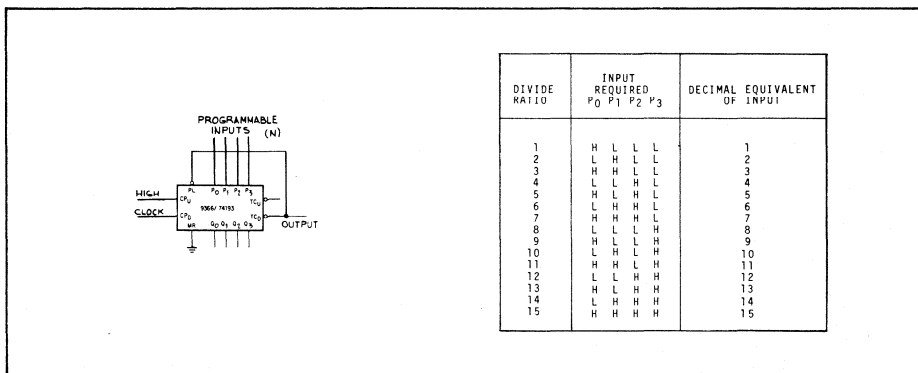 PROGRAMMABLE
INPUTS (N)
PL P0 P1 P2 P3
HIGH
CPU TCU
9366/74193
CLOCK
CPD TCD
OUTPUT
MR Q0 Q1 Q2 Q3
DIVIDE RATIO INPUT REQUIRED P0 P1 P2 P3 DECIMAL EQUIVALENT OF INPUT
1 H L L L 1
2 L H L L 2
3 H H L L 3
4 L L H L 4
5 H L H L 5
6 L H H L 6
7 H H H L 7
8 L L L H 8
9 H L L H 9
10 L H L H 10
11 H H L H 11
12 L L H H 12
13 H L H H 13
14 L H H H 14
15 H H H H 15